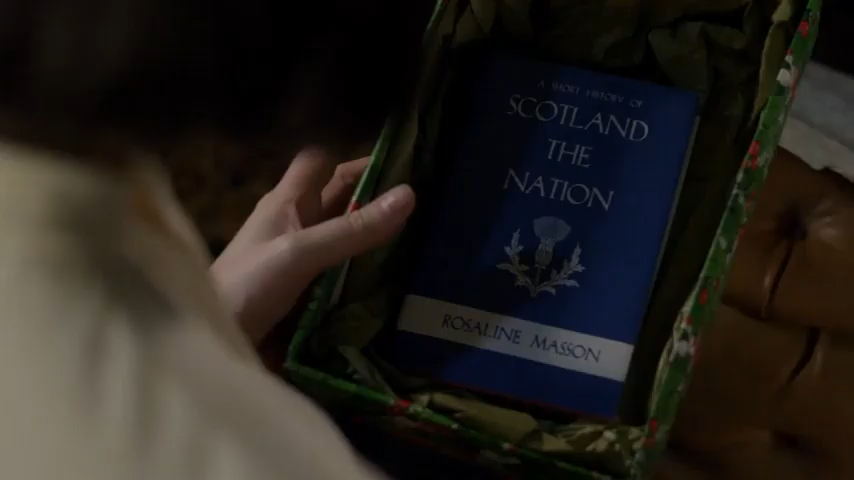 A SHORT HISTORY OF
SCOTLAND
THE
NATION
ROSALINE MASSON